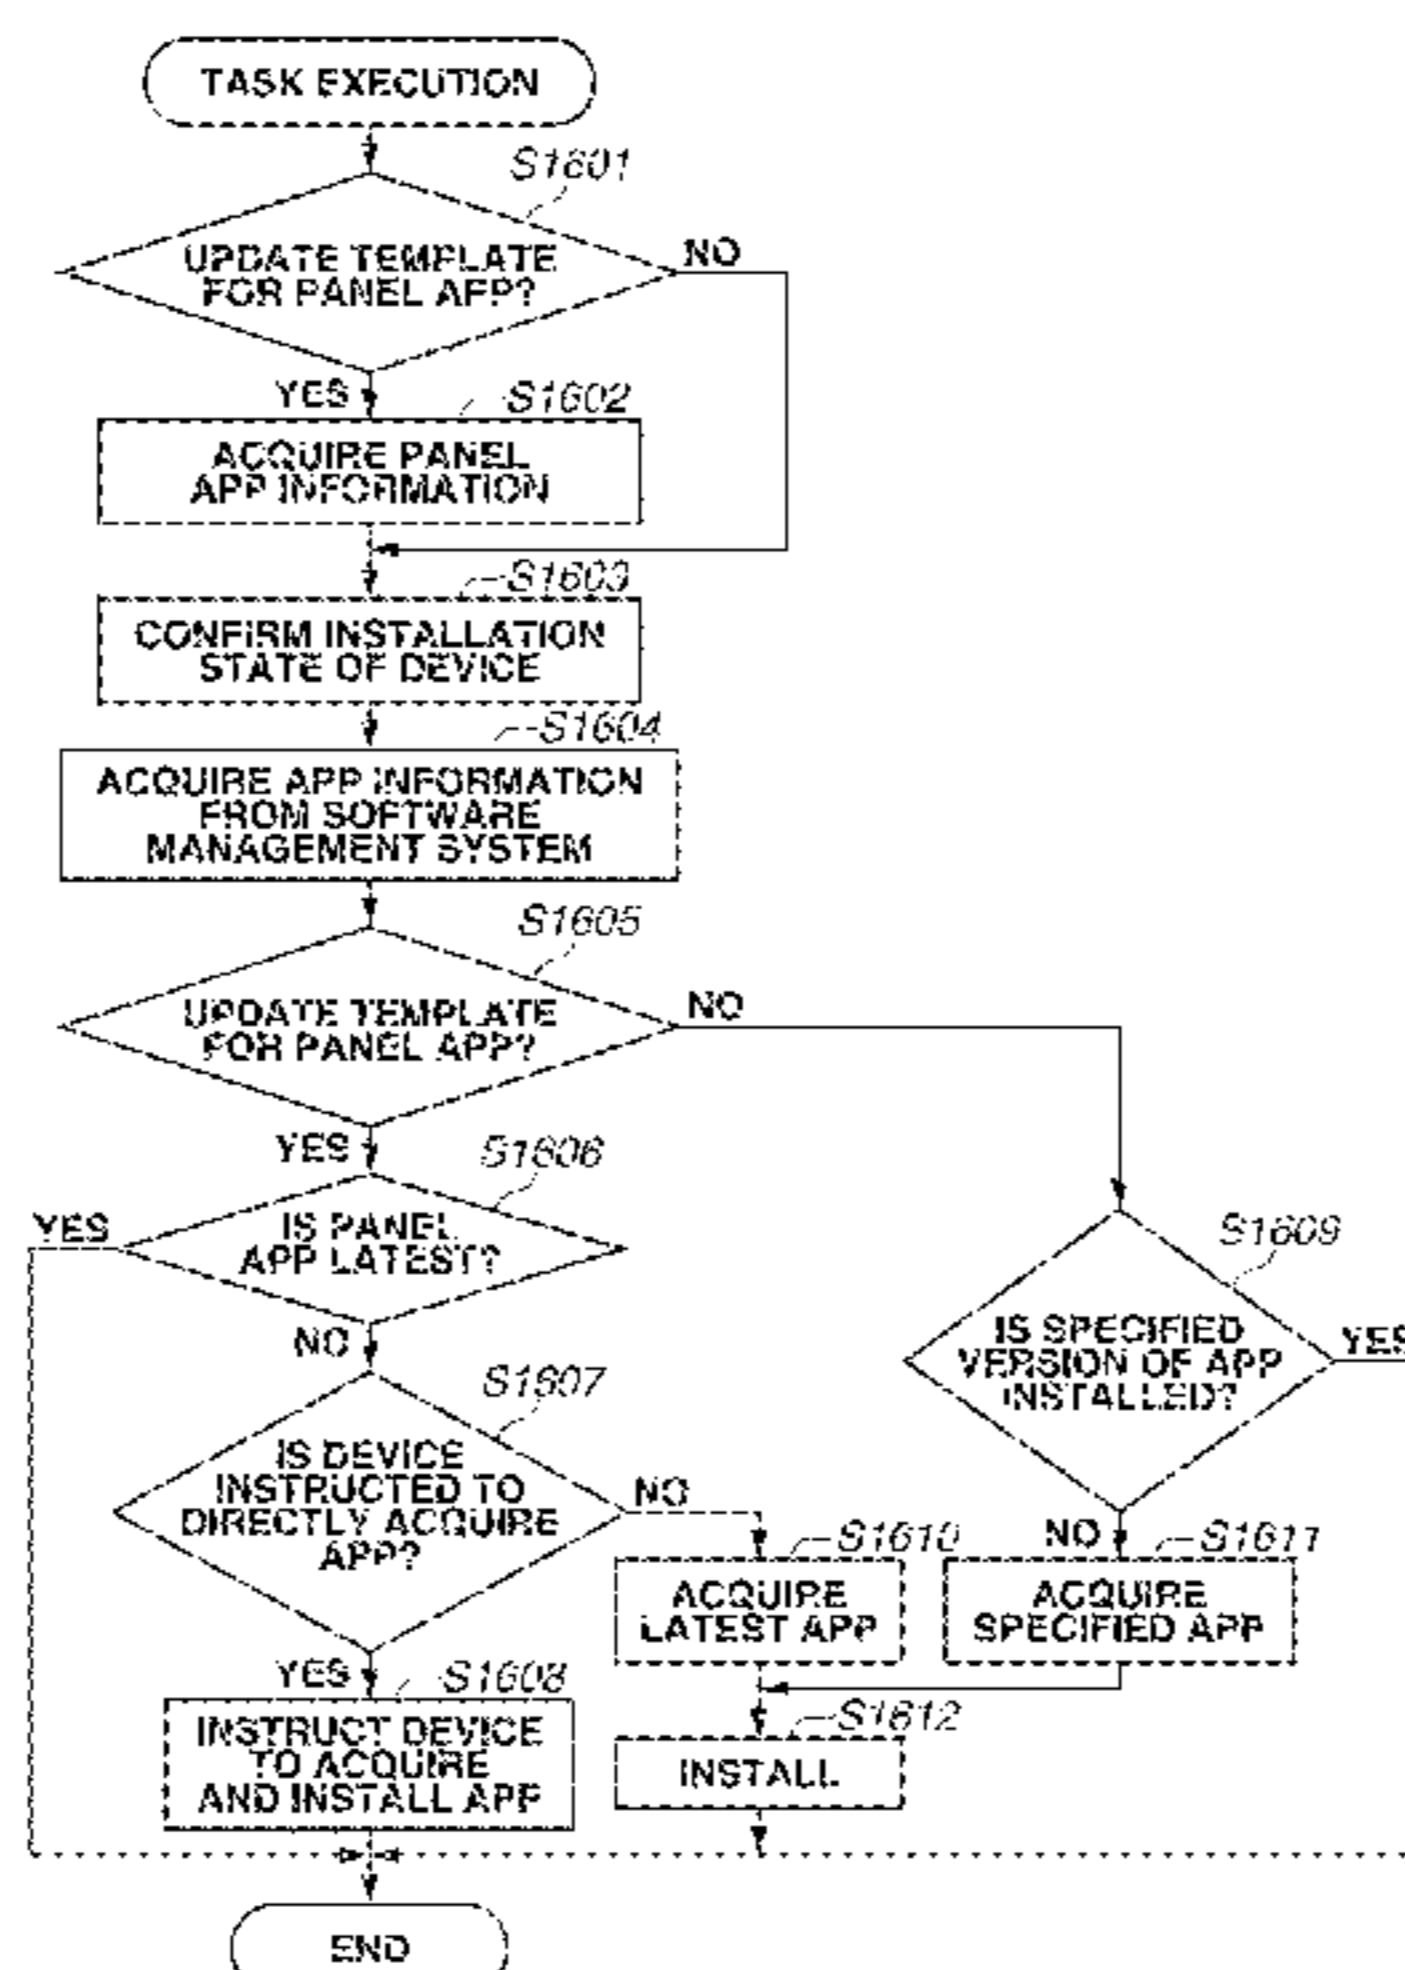 TASK EXECUTION
S1601
UPDATE TEMPLATE
FOR PANEL APP?
NO
YES
S1602
ACQUIRE PANEL
APP INFORMATION
S1603
CONFIRM INSTALLATION
STATE OF DEVICE
S1604
ACQUIRE APP INFORMATION
FROM SOFTWARE
MANAGEMENT SYSTEM
S1605
UPDATE TEMPLATE
FOR PANEL APP?
NO
YES
S1606
YES
IS PANEL
APP LATEST?
NO
S1607
IS DEVICE
INSTRUCTED TO
DIRECTLY ACQUIRE
APP?
NO
YES
S1608
INSTRUCT DEVICE
TO ACQUIRE
AND INSTALL APP
S1609
IS SPECIFIED
VERSION OF APP
INSTALLED?
YES
NO
S1610
ACQUIRE
LATEST APP
S1611
ACQUIRE
SPECIFIED APP
S1612
INSTALL
END